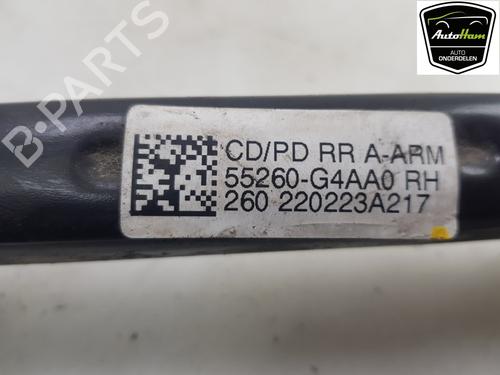 AutoHam
AUTO
ONDERDELEN
B-PARTS
CD/PD RR A-ARM
55260-G4AA0 RH
260 220223A217